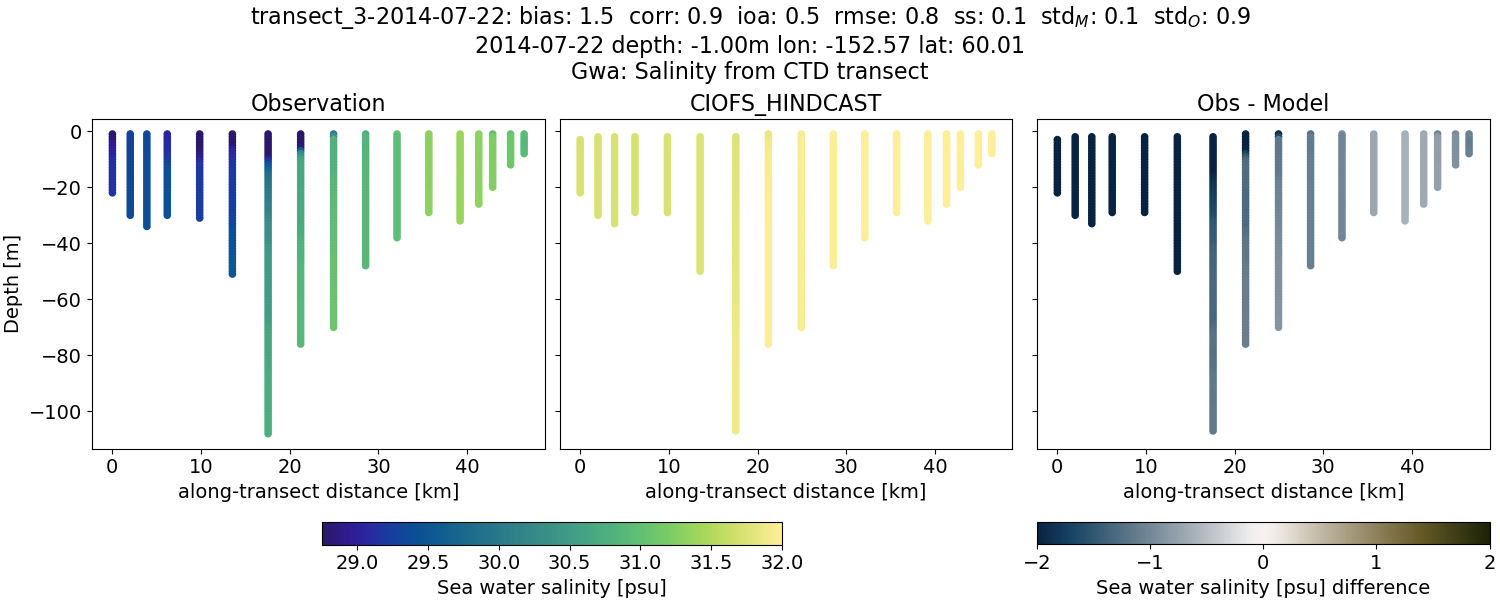 transect_3-2014-07-22: bias: 1.5  corr: 0.9  ioa: 0.5  rmse: 0.8  ss: 0.1  std_M: 0.1  std_O: 0.9
2014-07-22 depth: -1.00m lon: -152.57 lat: 60.01
Gwa: Salinity from CTD transect
Observation
CIOFS_HINDCAST
Obs - Model
Depth [m]
0
−20
−40
−60
−80
−100
0 10 20 30 40
0 10 20 30 40
0 10 20 30 40
along-transect distance [km]
along-transect distance [km]
along-transect distance [km]
29.0 29.5 30.0 30.5 31.0 31.5 32.0
Sea water salinity [psu]
−2 −1 0 1 2
Sea water salinity [psu] difference